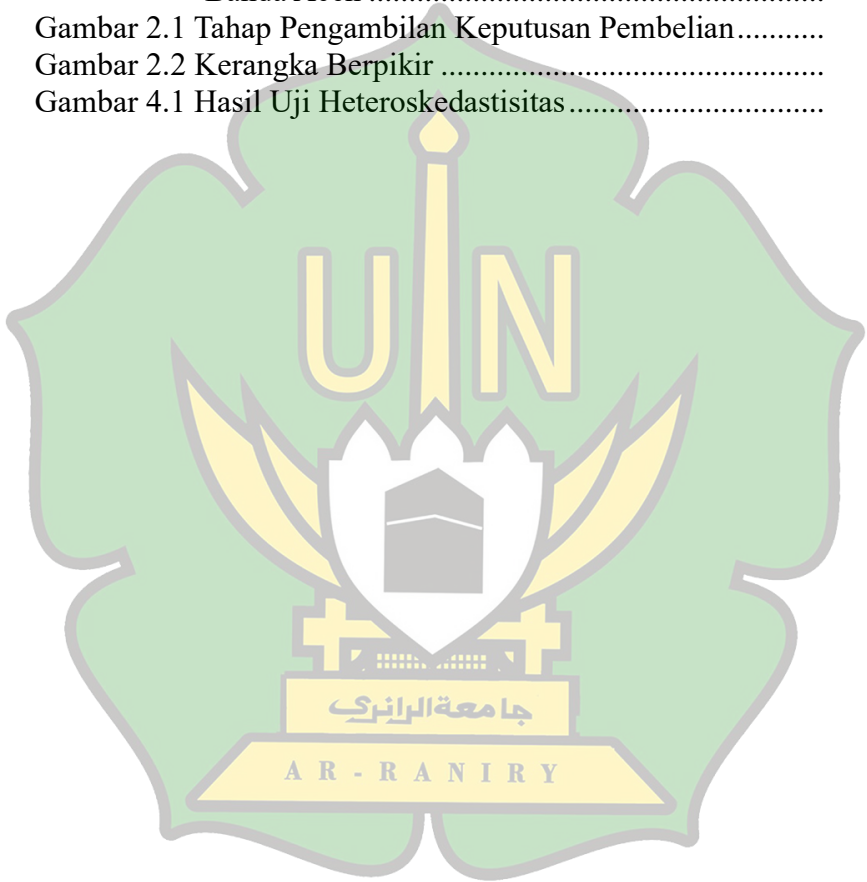 Gambar 2.1 Tahap Pengambilan Keputusan Pembelian...........
Gambar 2.2 Kerangka Berpikir ................................................
Gambar 4.1 Hasil Uji Heteroskedastisitas................................
UIN
جامعةالرانري
AR-RANIRY